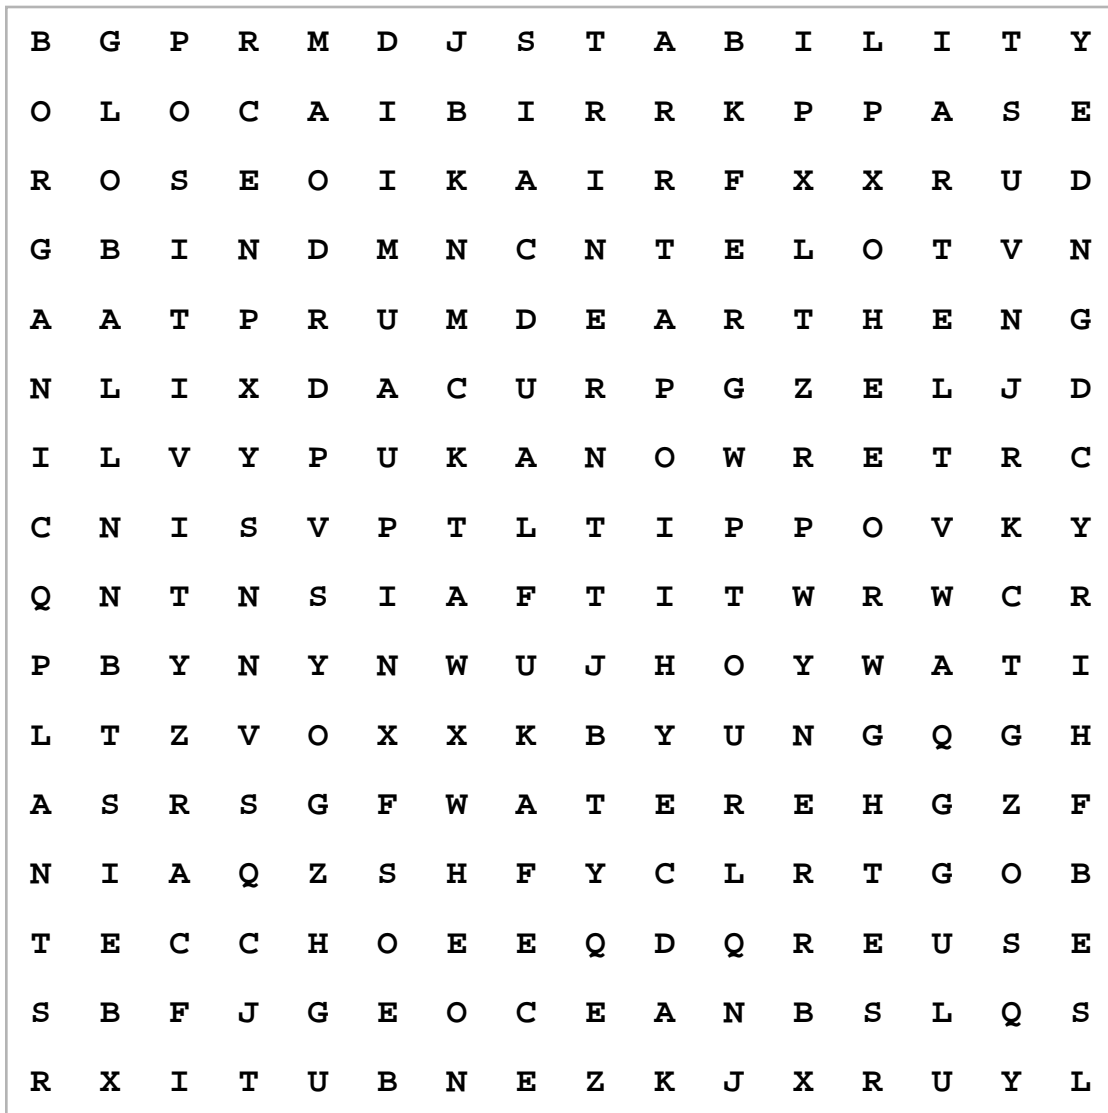 B G P R M D J S T A B I L I T Y
O L O C A I B I R R K P P A S E
R O S E O I K A I R F X X R U D
G B I N D M N C N T E L O T V N
A A T P R U M D E A R T H E N G
N L I X D A C U R P G Z E L J D
I L V Y P U K A N O W R E T R C
C N I S V P T L T I P P O V K Y
Q N T N S I A F T I T W R W C R
P B Y N Y N W U J H O Y W A T I
L T Z V O X X K B Y U N G Q G H
A S R S G F W A T E R E H G Z F
N I A Q Z S H F Y C L R T G O B
T E C C H O E E Q D Q R E U S E
S B F J G E O C E A N B S L Q S
R X I T U B N E Z K J X R U Y L